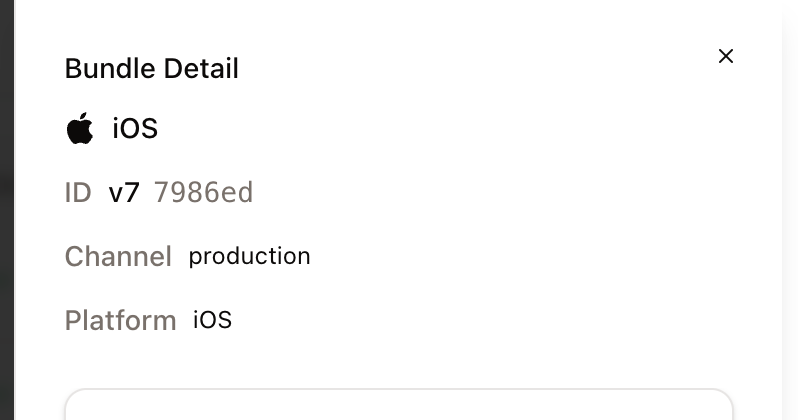 Bundle Detail
iOS
ID v7 7986ed
Channel production
Platform iOS